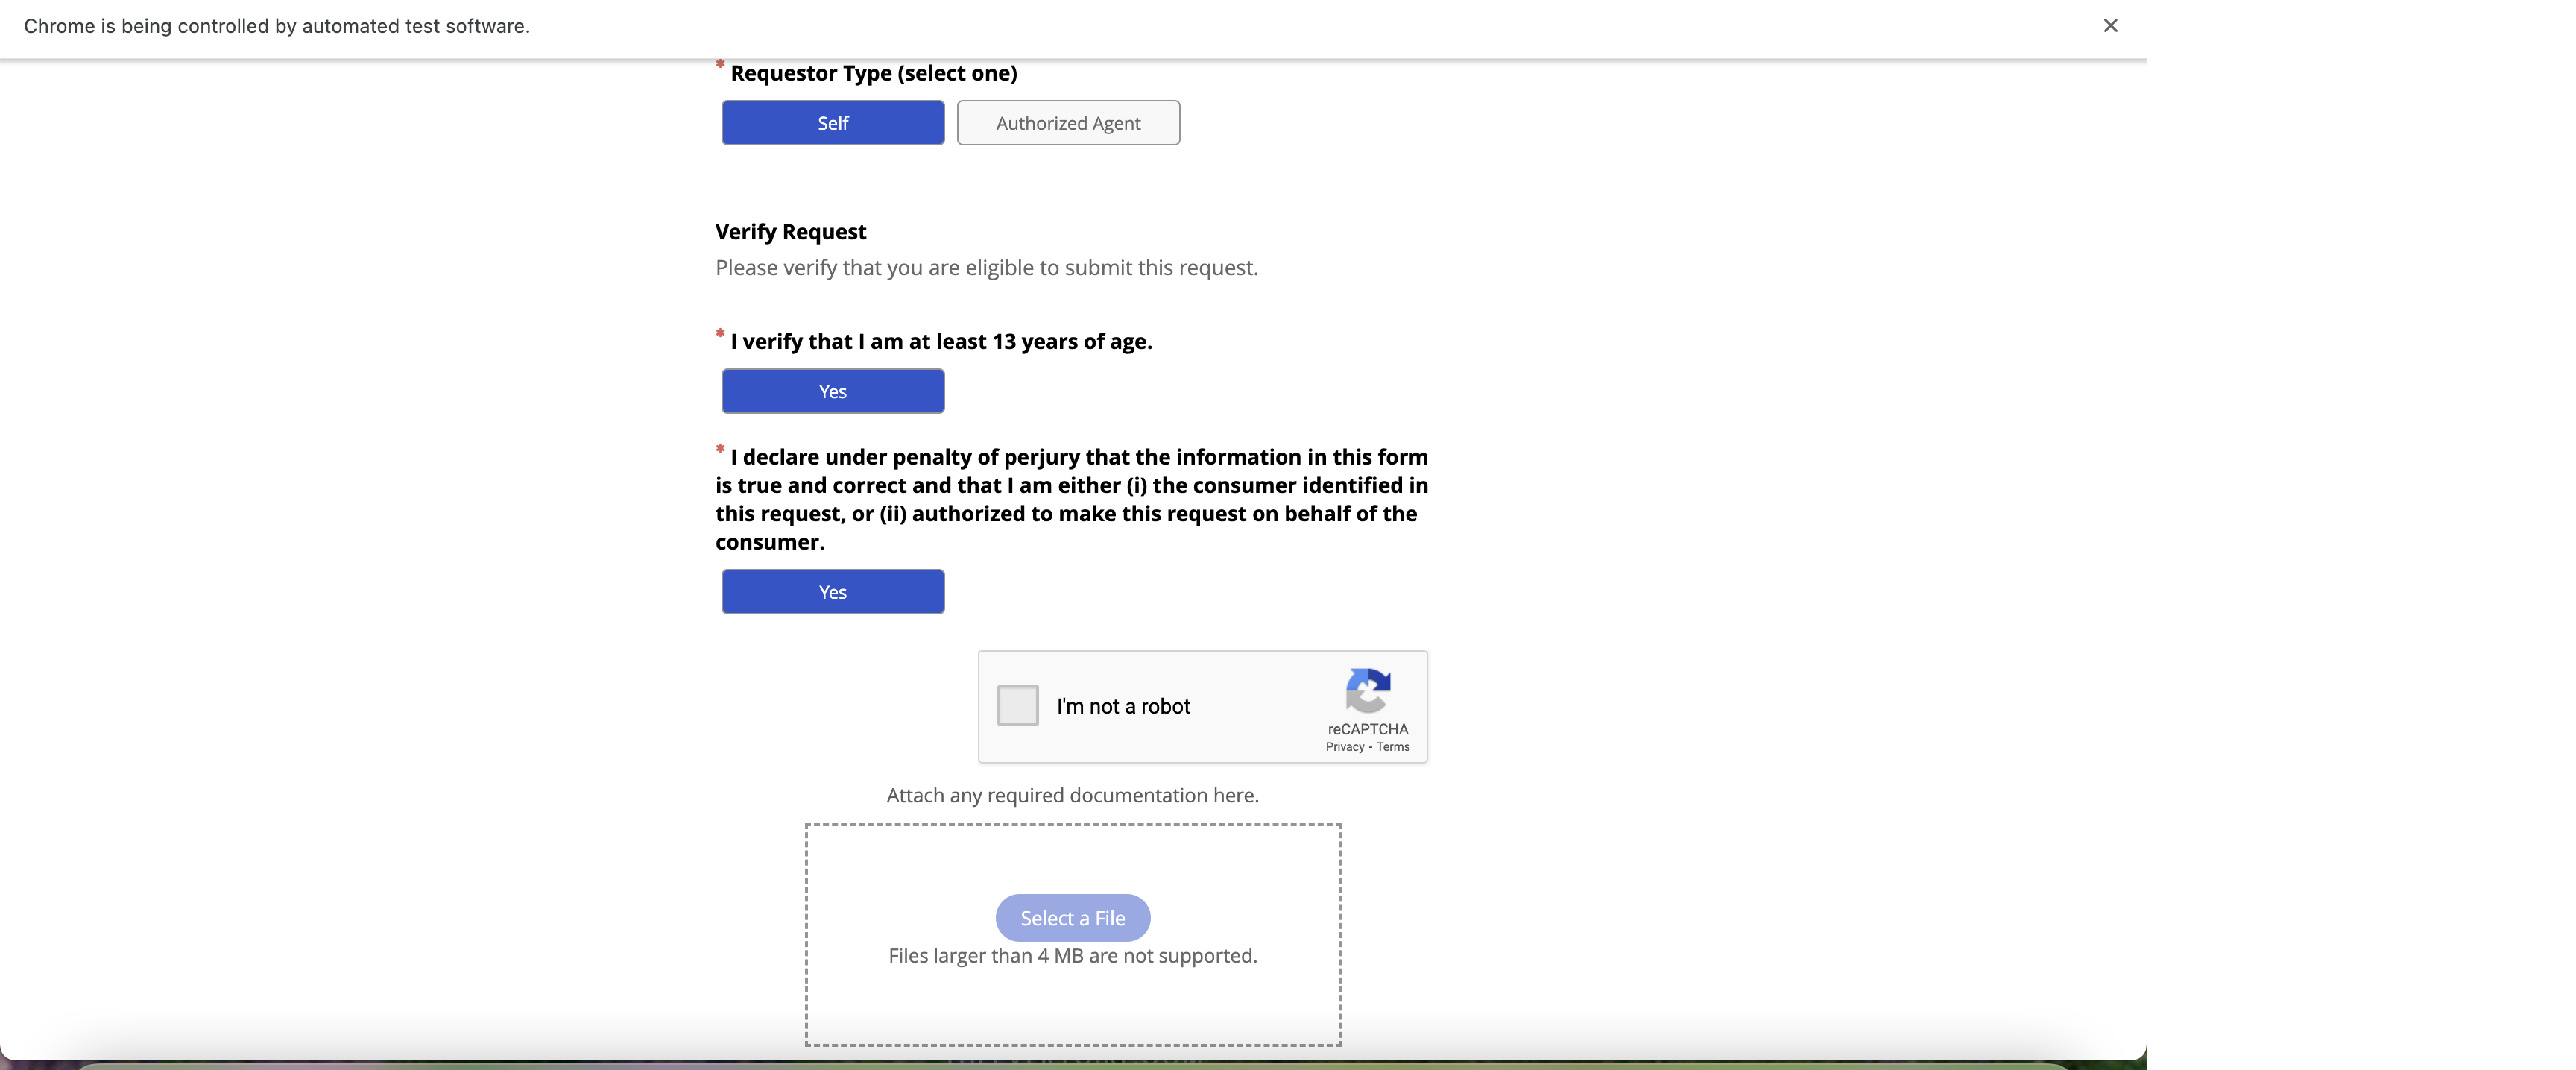 Chrome is being controlled by automated test software.
* Requestor Type (select one)
Self
Authorized Agent
Verify Request
Please verify that you are eligible to submit this request.
* I verify that I am at least 13 years of age.
Yes
* I declare under penalty of perjury that the information in this form
is true and correct and that I am either (i) the consumer identified in
this request, or (ii) authorized to make this request on behalf of the
consumer.
Yes
I'm not a robot
reCAPTCHA
Privacy - Terms
Attach any required documentation here.
Select a File
Files larger than 4 MB are not supported.